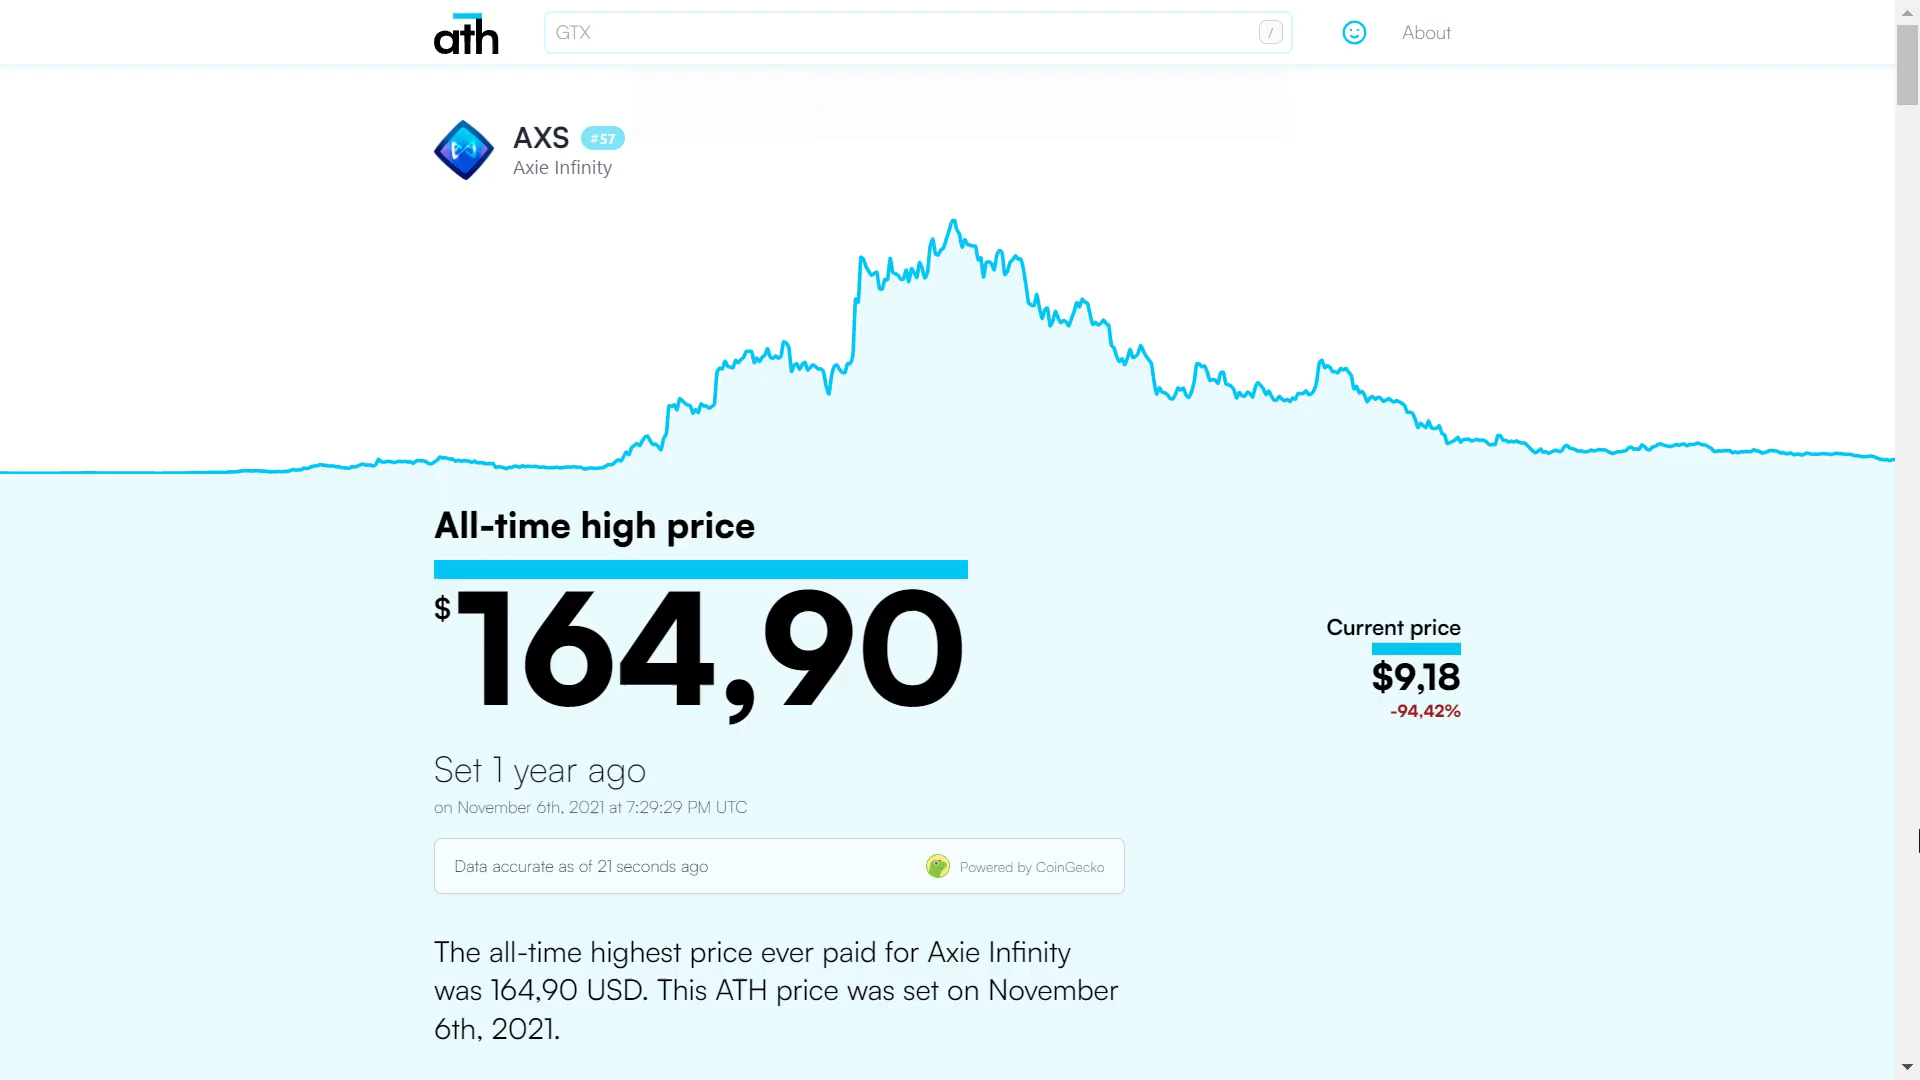 ath
GTX
/
About
AXS #57
Axie Infinity
All-time high price
$164,90
Current price
$9,18
-94,42%
Set 1 year ago
on November 6th, 2021 at 7:29:29 PM UTC
Data accurate as of 21 seconds ago
Powered by CoinGecko
The all-time highest price ever paid for Axie Infinity
was 164,90 USD. This ATH price was set on November
6th, 2021.